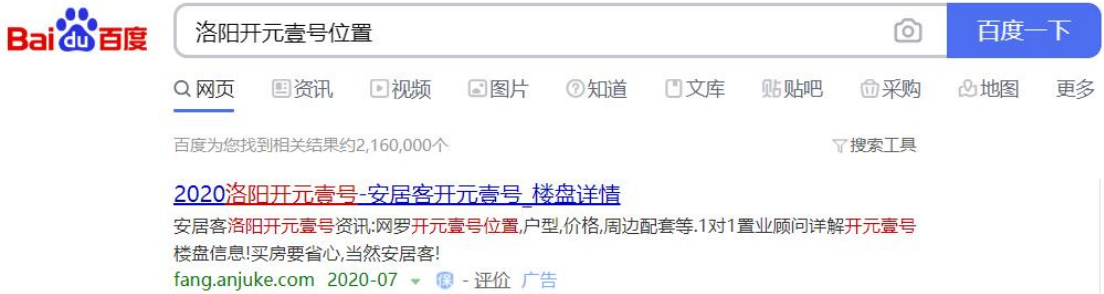 Bai du 百度
洛阳开元壹号位置
百度一下
网页 资讯 视频 图片 知道 文库 贴 贴吧 采购 地图 更多
百度为您找到相关结果约2,160,000个
搜索工具
2020洛阳开元壹号-安居客开元壹号_楼盘详情
安居客洛阳开元壹号资讯:网罗开元壹号位置,户型,价格,周边配套等.1对1置业顾问详解开元壹号
楼盘信息!买房要省心,当然安居客!
fang.anjuke.com 2020-07 保 - 评价 广告